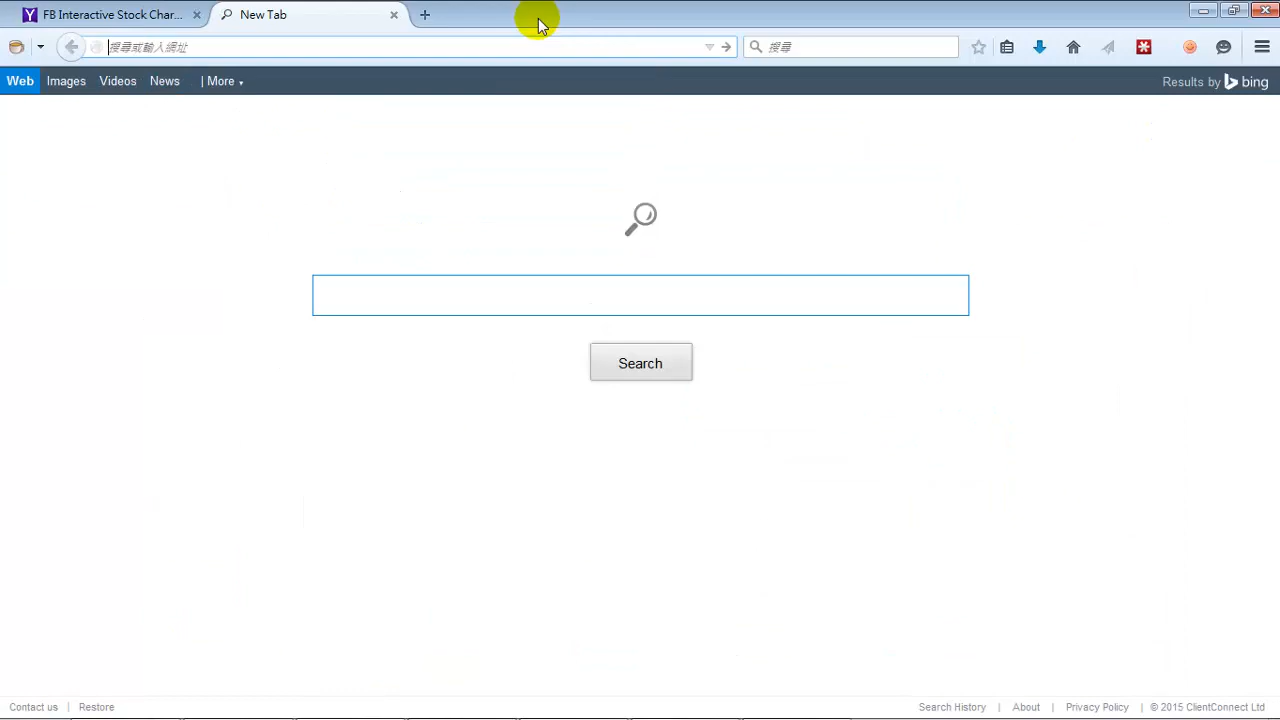 FB Interactive Stock Char...
New Tab
搜尋或輸入網址
搜尋
Web Images Videos News | More
Results by bing
Search
Contact us Restore
Search History About Privacy Policy © 2015 ClientConnect Ltd